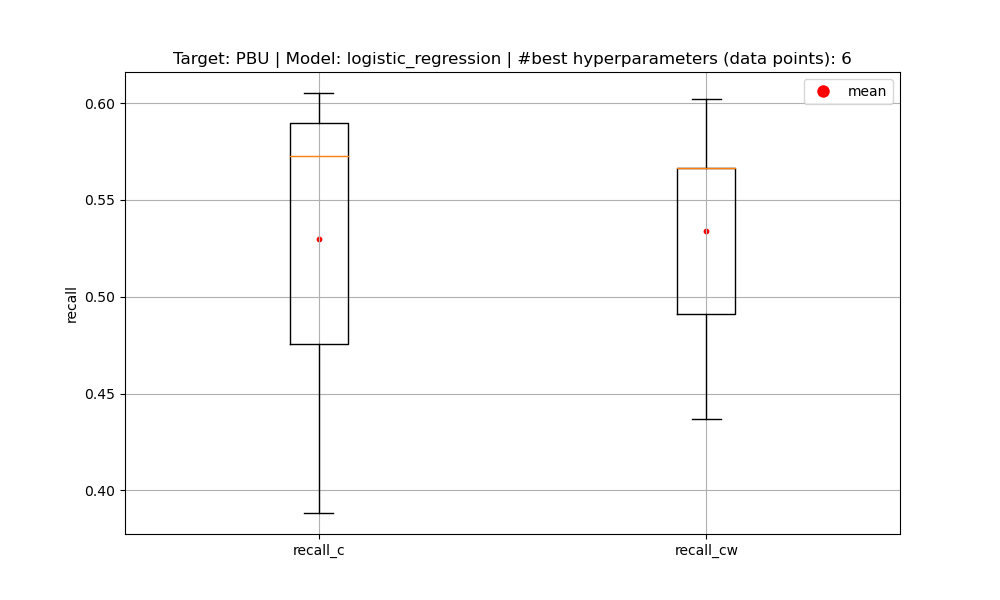 Target: PBU | Model: logistic_regression | #best hyperparameters (data points): 6
mean
0.60
0.55
0.50
0.45
0.40
recall
recall_c
recall_cw